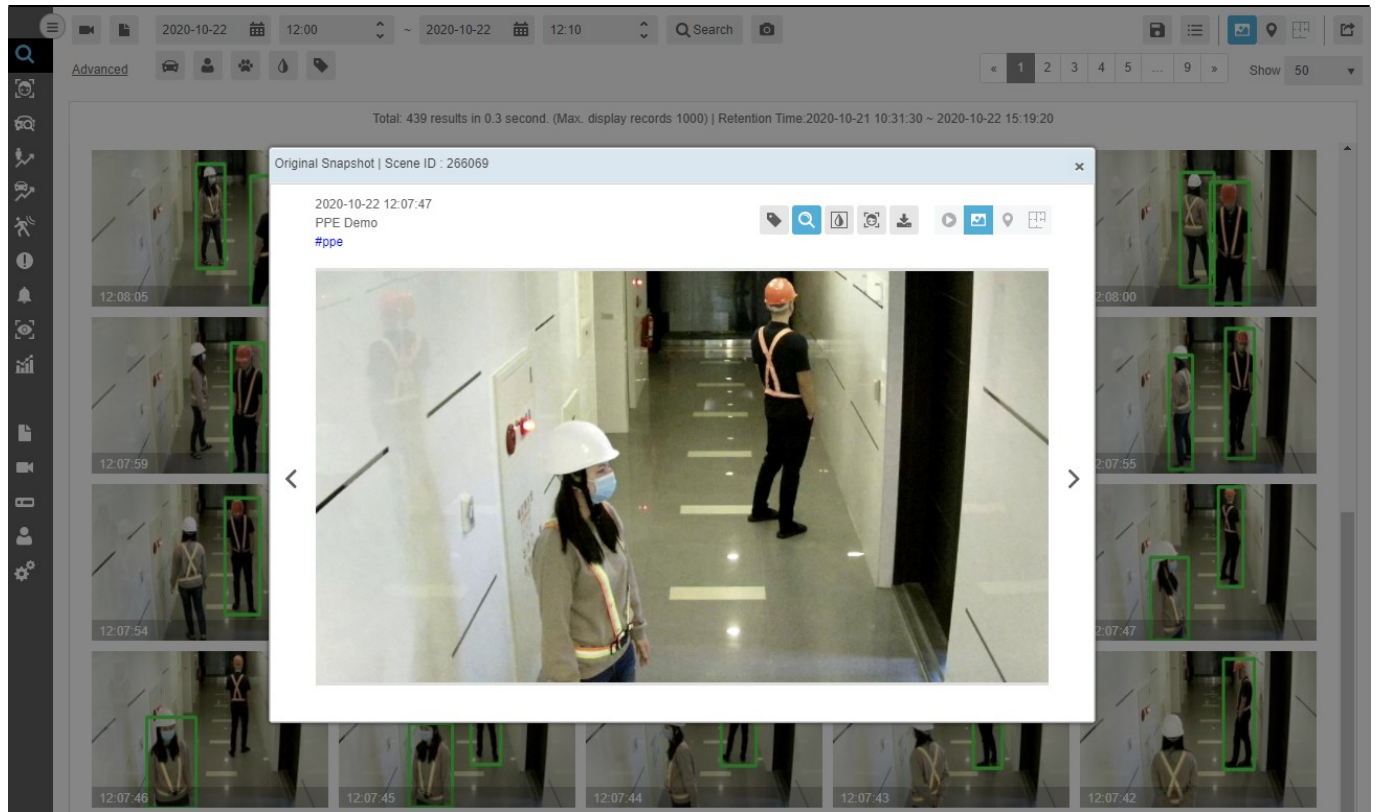 2020-10-22 12:00 ~ 2020-10-22 12:10 Search
Advanced
« 1 2 3 4 5 ... 9 » Show 50
Total: 439 results in 0.3 second. (Max. display records 1000) | Retention Time:2020-10-21 10:31:30 ~ 2020-10-22 15:19:20
Original Snapshot | Scene ID : 266069 ×
2020-10-22 12:07:47
PPE Demo
#ppe
12:08:05
2:08:00
12:07:59
2:07:55
12:07:54
2:07:47
12:07:46
12:07:45
12:07:44
12:07:43
12:07:42